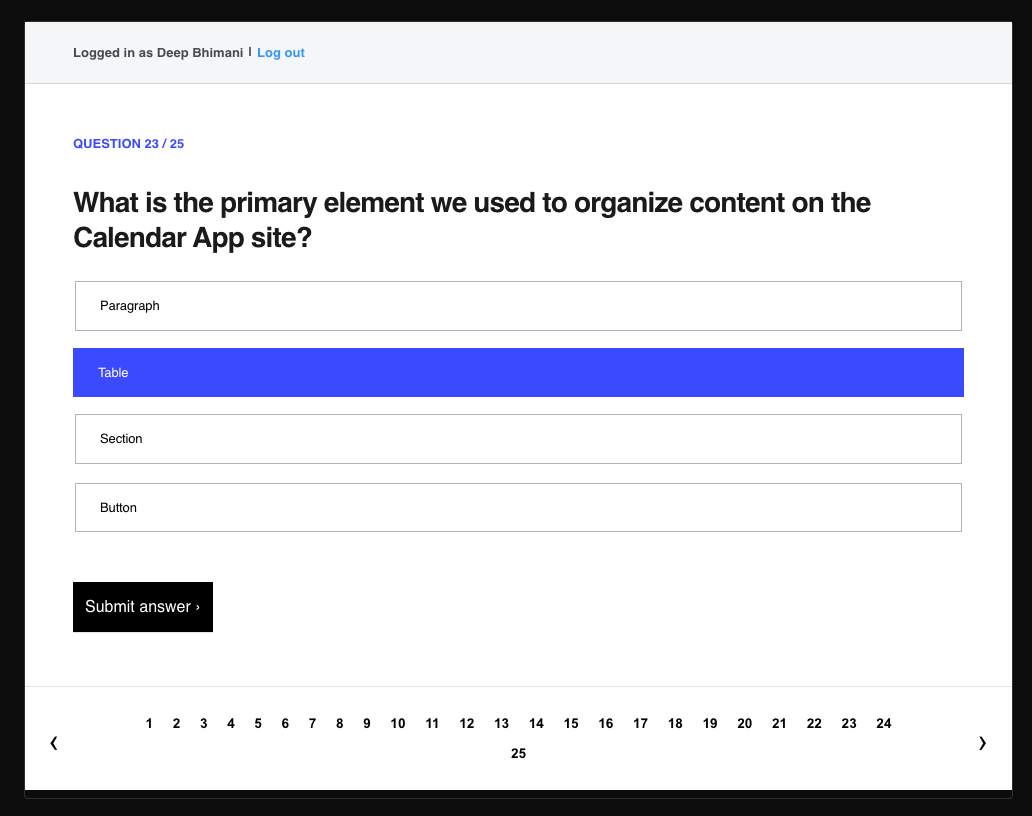 Logged in as Deep Bhimani | Log out
QUESTION 23 / 25
What is the primary element we used to organize content on the
Calendar App site?
Paragraph
Table
Section
Button
Submit answer ›
1 2 3 4 5 6 7 8 9 10 11 12 13 14 15 16 17 18 19 20 21 22 23 24
‹ ›
25